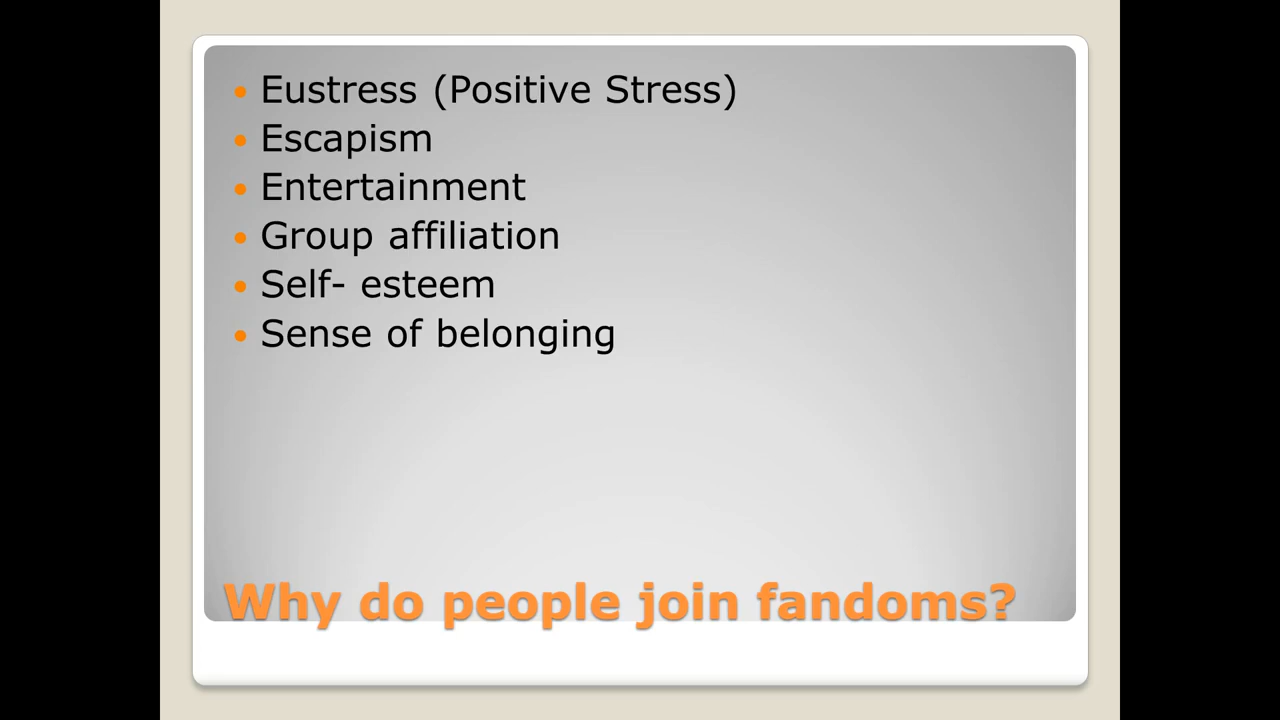 • Eustress (Positive Stress)
• Escapism
• Entertainment
• Group affiliation
• Self- esteem
• Sense of belonging
Why do people join fandoms?